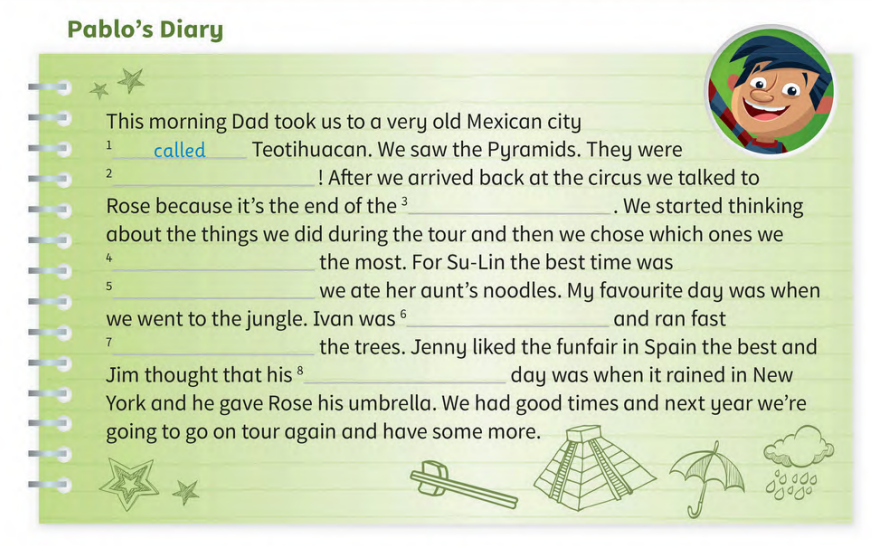 Pablo's Diary
This morning Dad took us to a very old Mexican city
1 called Teotihuacan. We saw the Pyramids. They were
2 ! After we arrived back at the circus we talked to
Rose because it's the end of the 3 . We started thinking
about the things we did during the tour and then we chose which ones we
4 the most. For Su-Lin the best time was
5 we ate her aunt's noodles. My favourite day was when
we went to the jungle. Ivan was 6 and ran fast
7 the trees. Jenny liked the funfair in Spain the best and
Jim thought that his 8 day was when it rained in New
York and he gave Rose his umbrella. We had good times and next year we're
going to go on tour again and have some more.